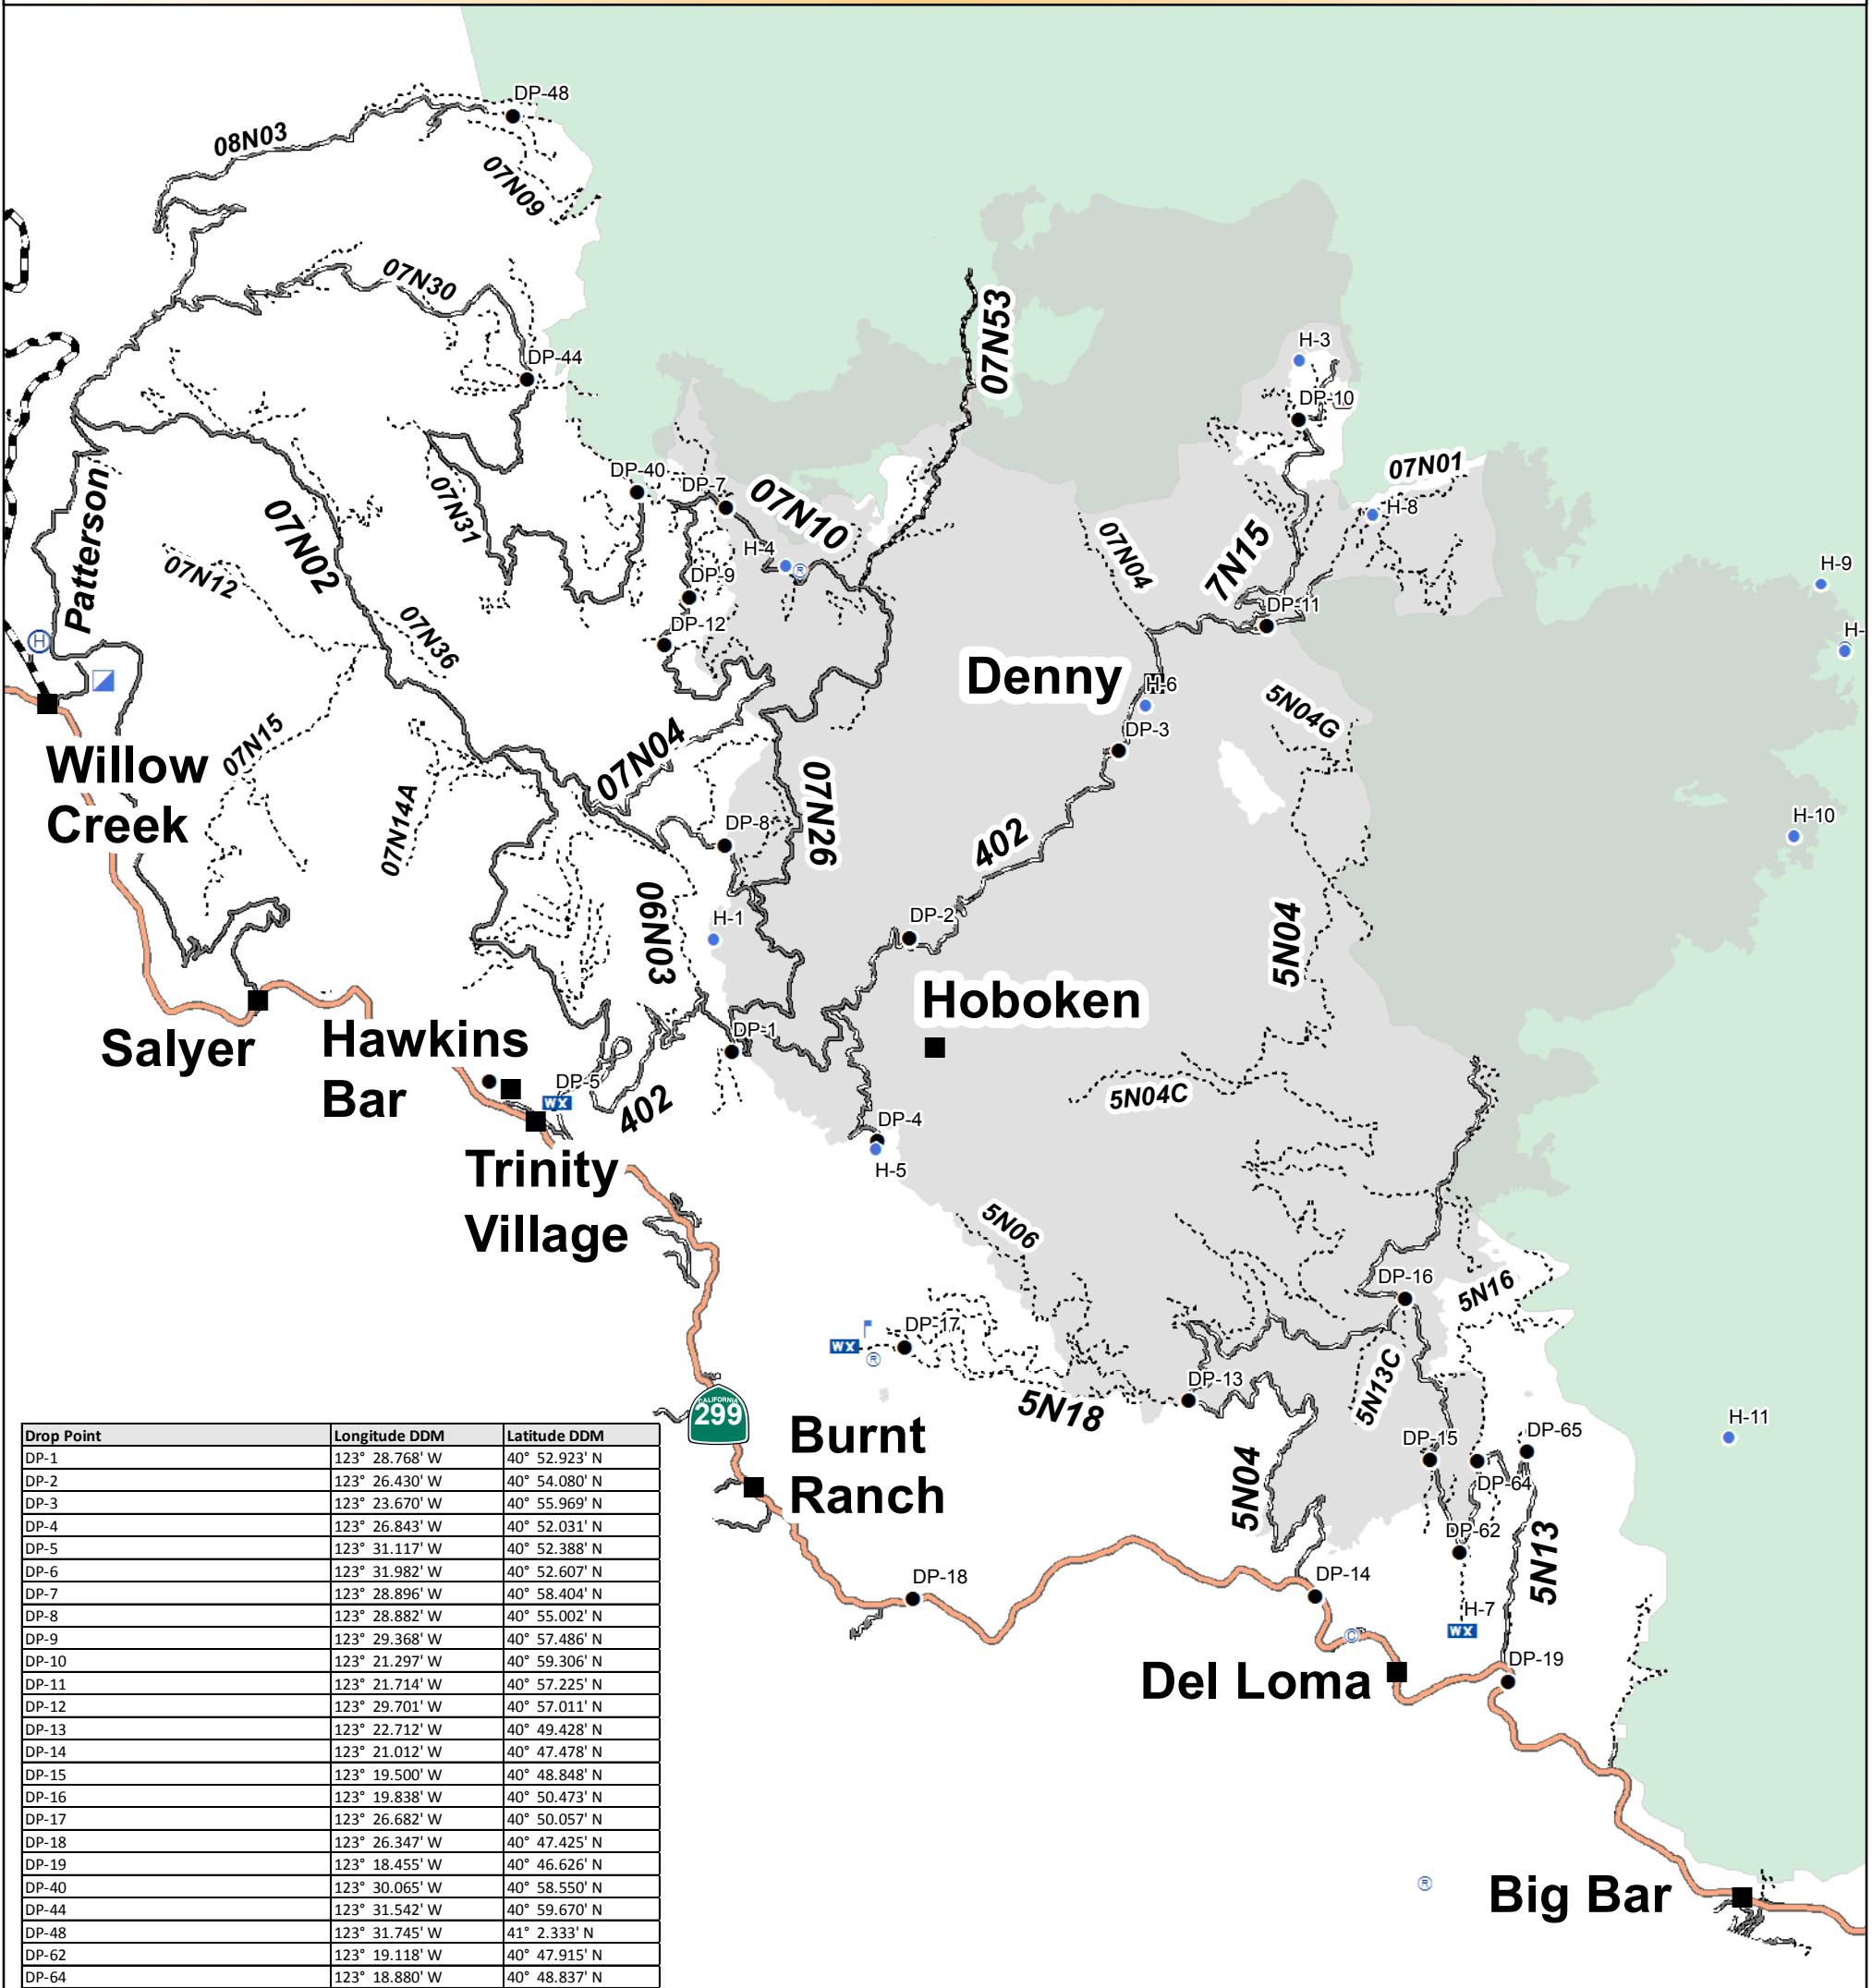 DP-48
08N03
07N09
07N30
07N53
H-3
DP-44
DP-10
07N01
DP-40
DP-7
07N10
07N31
H-8
07N02
Patterson
07N04
7N15
H-4
R
H-9
07N12
DP-9
DP-11
07N36
DP-12
H
H-
Denny
H-6
5N04G
DP-3
07N15
07N04
Willow
Creek
07N26
07N14A
DP-8
402
H-10
06N03
H-1
DP-2
5N04
Hoboken
Salyer
Hawkins
Bar
DP-1
DP-5
WX
402
5N04C
DP-4
H-5
Trinity
Village
5N06
DP-16
5N16
DP-17
WX
R
5N13C
DP-13
5N18
CALIFORNIA
299
Burnt
Ranch
H-11
DP-15
DP-65
DP-64
5N04
DP-62
5N13
DP-18
DP-14
H-7
WX
C
DP-19
Del Loma
R
Big Bar
Drop Point Longitude DDM Latitude DDM
DP-1 123° 28.768' W 40° 52.923' N
DP-2 123° 26.430' W 40° 54.080' N
DP-3 123° 23.670' W 40° 55.969' N
DP-4 123° 26.843' W 40° 52.031' N
DP-5 123° 31.117' W 40° 52.388' N
DP-6 123° 31.982' W 40° 52.607' N
DP-7 123° 28.896' W 40° 58.404' N
DP-8 123° 28.882' W 40° 55.002' N
DP-9 123° 29.368' W 40° 57.486' N
DP-10 123° 21.297' W 40° 59.306' N
DP-11 123° 21.714' W 40° 57.225' N
DP-12 123° 29.701' W 40° 57.011' N
DP-13 123° 22.712' W 40° 49.428' N
DP-14 123° 21.012' W 40° 47.478' N
DP-15 123° 19.500' W 40° 48.848' N
DP-16 123° 19.838' W 40° 50.473' N
DP-17 123° 26.682' W 40° 50.057' N
DP-18 123° 26.347' W 40° 47.425' N
DP-19 123° 18.455' W 40° 46.626' N
DP-40 123° 30.065' W 40° 58.550' N
DP-44 123° 31.542' W 40° 59.670' N
DP-48 123° 31.745' W 41° 2.333' N
DP-62 123° 19.118' W 40° 47.915' N
DP-64 123° 18.880' W 40° 48.837' N